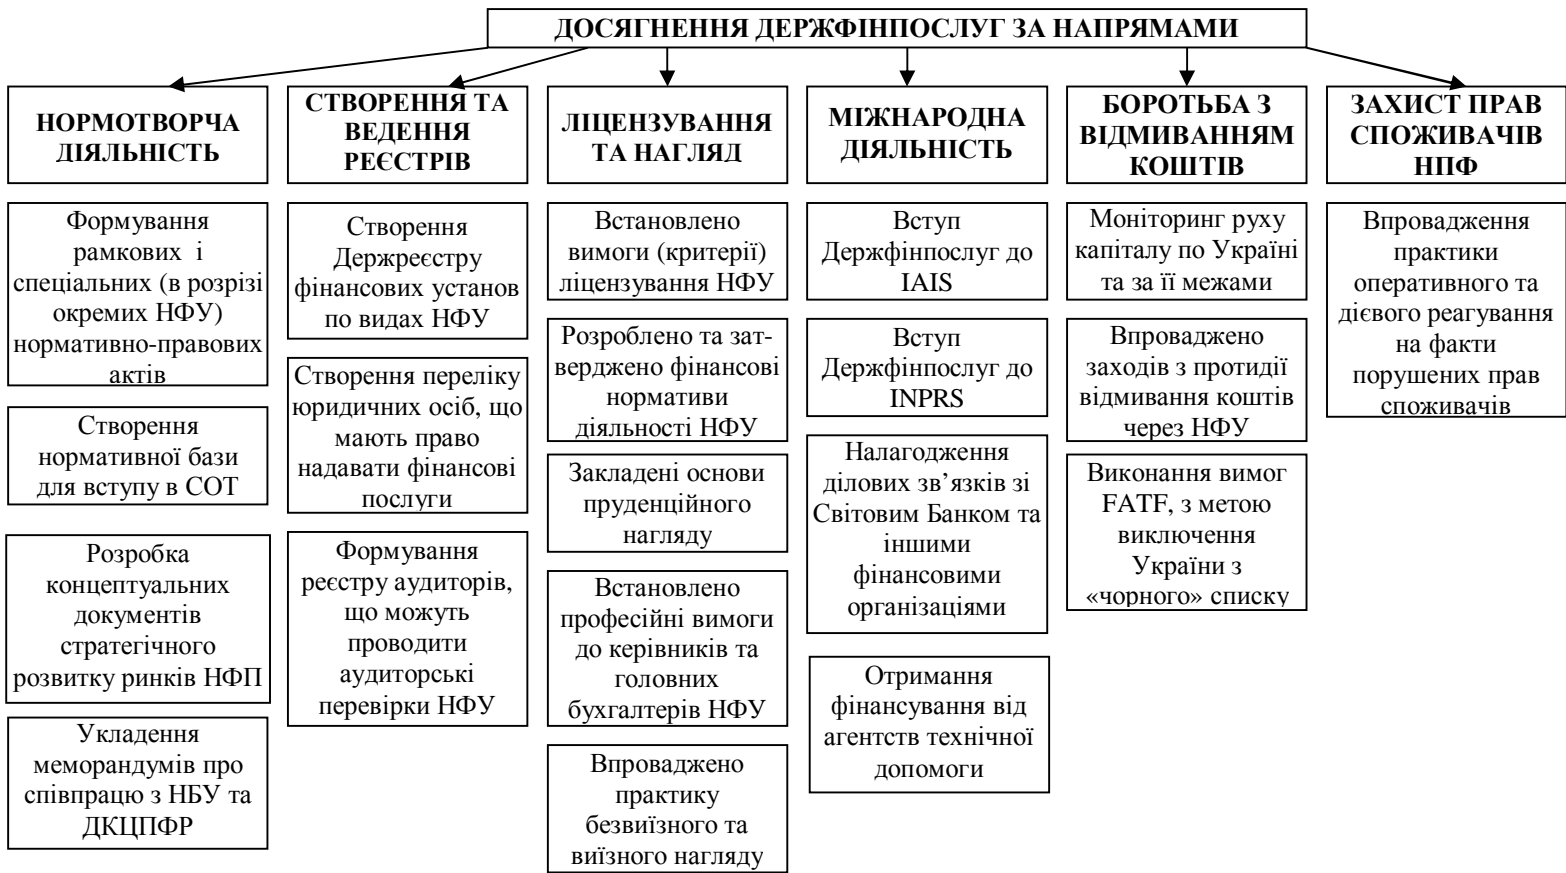 ДОСЯГНЕННЯ ДЕРЖФІНПОСЛУГ ЗА НАПРЯМАМИ
НОРМОТВОРЧА
ДІЯЛЬНІСТЬ
Формування
рамкових і
спеціальних (в розрізі
окремих НФУ)
нормативно-правових
актів
Створення
нормативної бази
для вступу в СОТ
Розробка
концептуальних
документів
стратегічного
розвитку ринків НФП
Укладення
меморандумів про
співпрацю з НБУ та
ДКЦПФР
СТВОРЕННЯ ТА
ВЕДЕННЯ
РЕЄСТРІВ
Створення
Держреєстру
фінансових установ
по видах НФУ
Створення переліку
юридичних осіб, що
мають право
надавати фінансові
послуги
Формування
реєстру аудиторів,
що можуть
проводити
аудиторські
перевірки НФУ
ЛІЦЕНЗУВАННЯ
ТА НАГЛЯД
Встановлено
вимоги (критерії)
ліцензування НФУ
Розроблено та зат-
верджено фінансові
нормативи
діяльності НФУ
Закладені основи
пруденційного
нагляду
Встановлено
професійні вимоги
до керівників та
головних
бухгалтерів НФУ
Впроваджено
практику
безвиїзного та
виїзного нагляду
МІЖНАРОДНА
ДІЯЛЬНІСТЬ
Вступ
Держфінпослуг до
IAIS
Вступ
Держфінпослуг до
INPRS
Налагодження
ділових зв’язків зі
Світовим Банком та
іншими
фінансовими
організаціями
Отримання
фінансування від
агентств технічної
допомоги
БОРОТЬБА З
ВІДМИВАННЯМ
КОШТІВ
Моніторинг руху
капіталу по Україні
та за її межами
Впроваджено
заходів з протидії
відмивання коштів
через НФУ
Виконання вимог
FATF, з метою
виключення
України з
«чорного» списку
ЗАХИСТ ПРАВ
СПОЖИВАЧІВ
НПФ
Впровадження
практики
оперативного та
дієвого реагування
на факти
порушених прав
споживачів